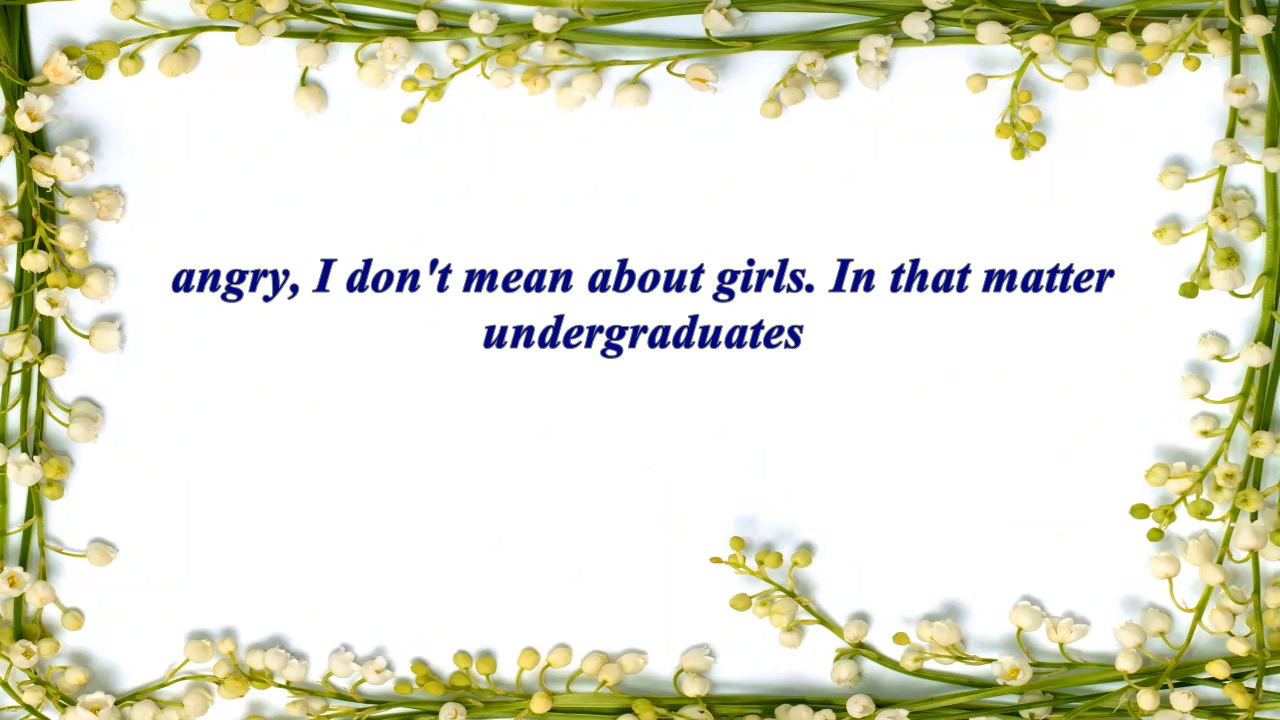 angry, I don't mean about girls. In that matter
undergraduates